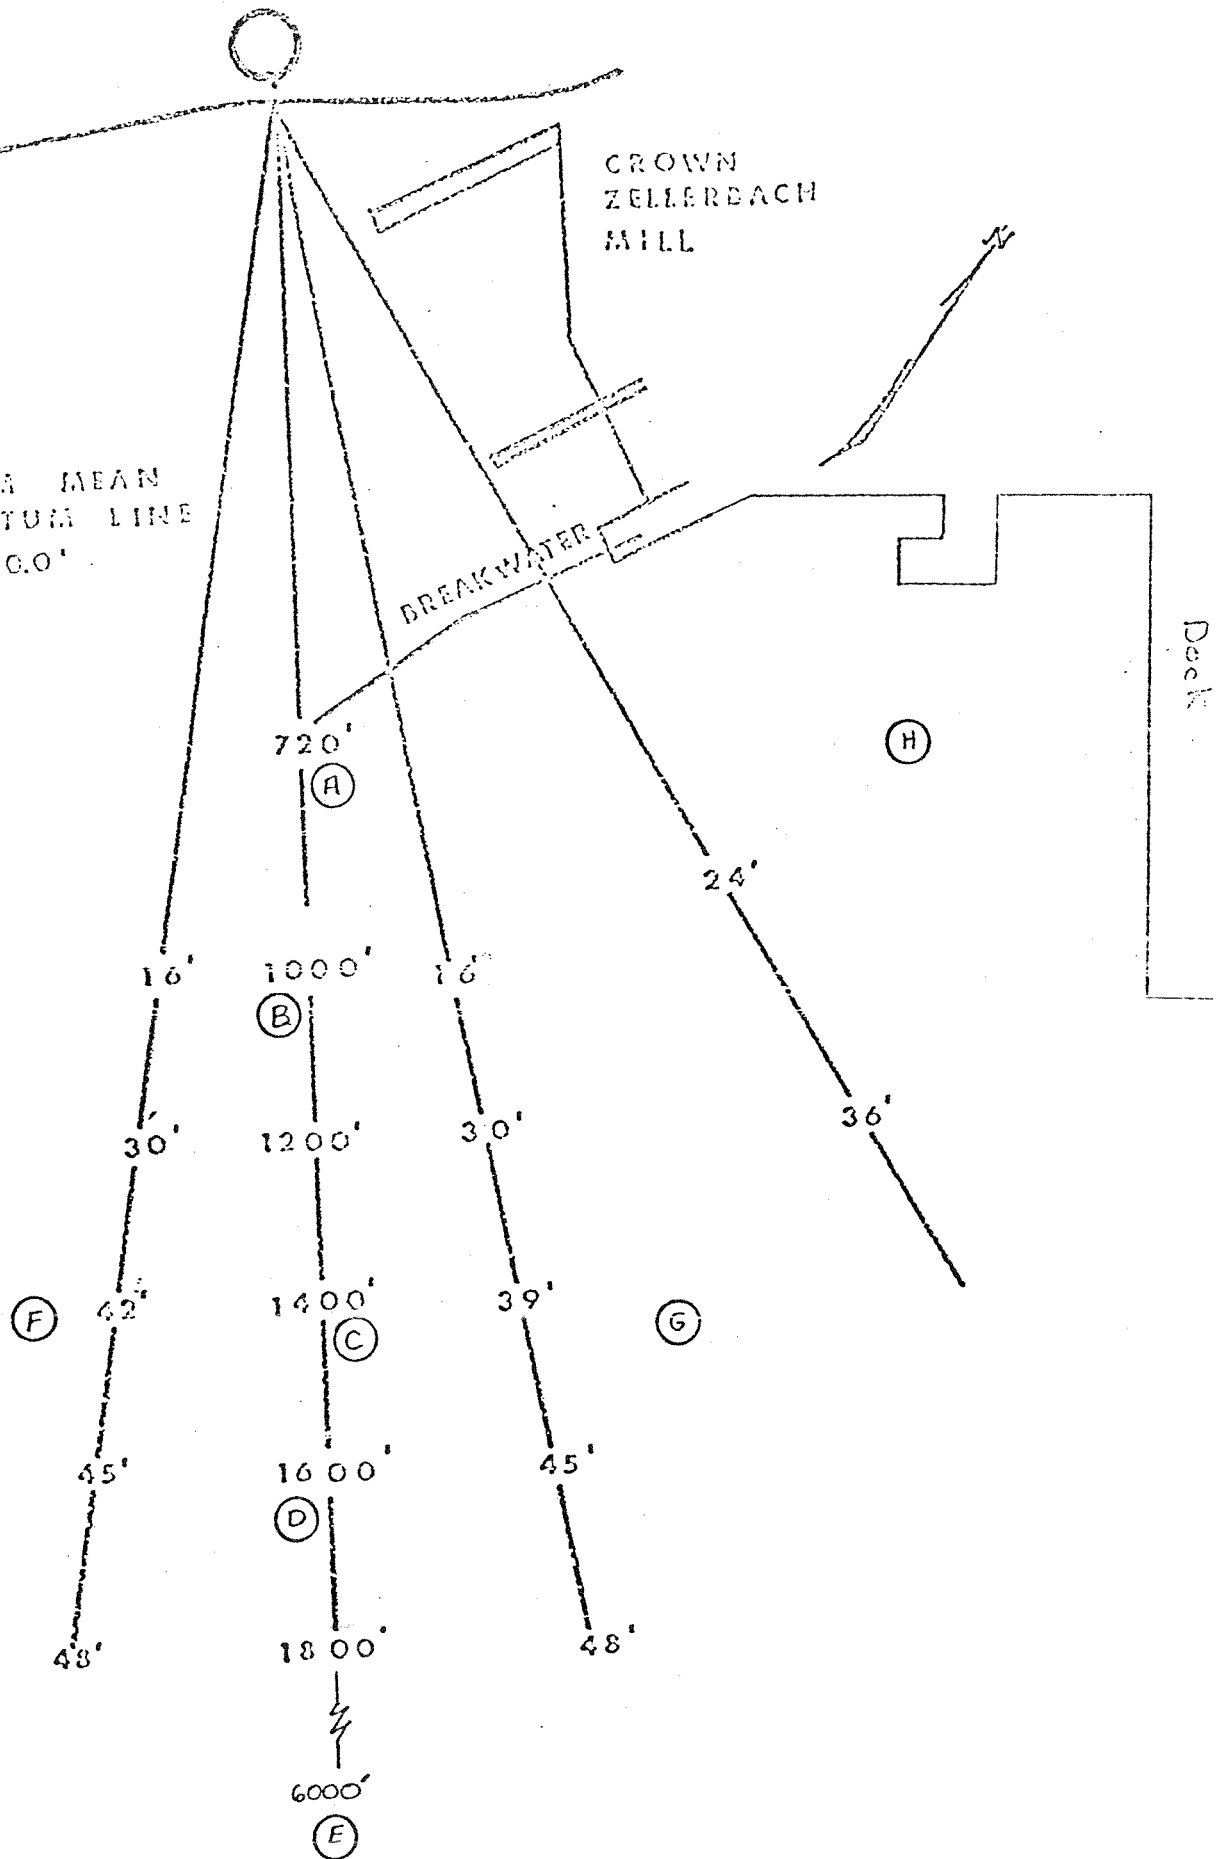 CROWN
ZELLERBACH
MILL
N
MEAN
TUM LINE
0.0'
BREAKWATER
Dock
720'
A
H
24'
16'
1000'
16'
B
36'
30'
1200'
30'
F
42'
1400'
39'
G
C
45'
1600'
45'
D
48'
1800'
48'
6000'
E